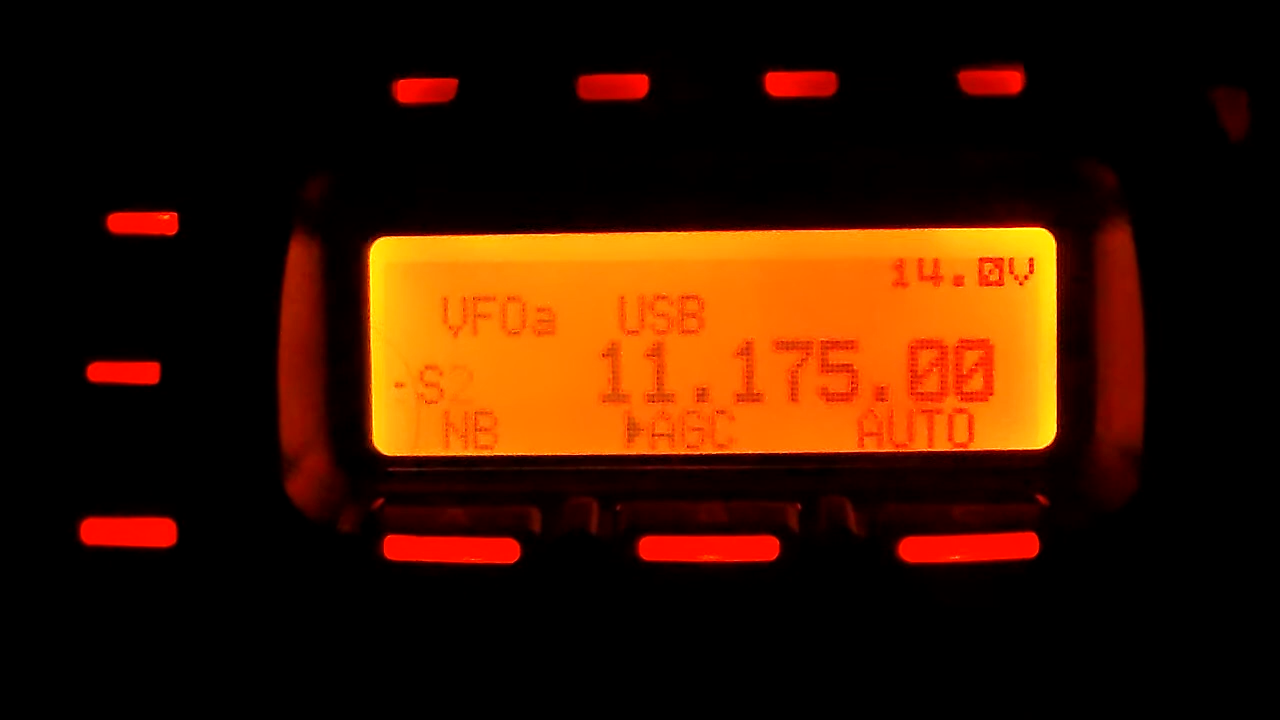 14.0V
VFOa USB
11.175.00
-S2
NB ▶AGC AUTO